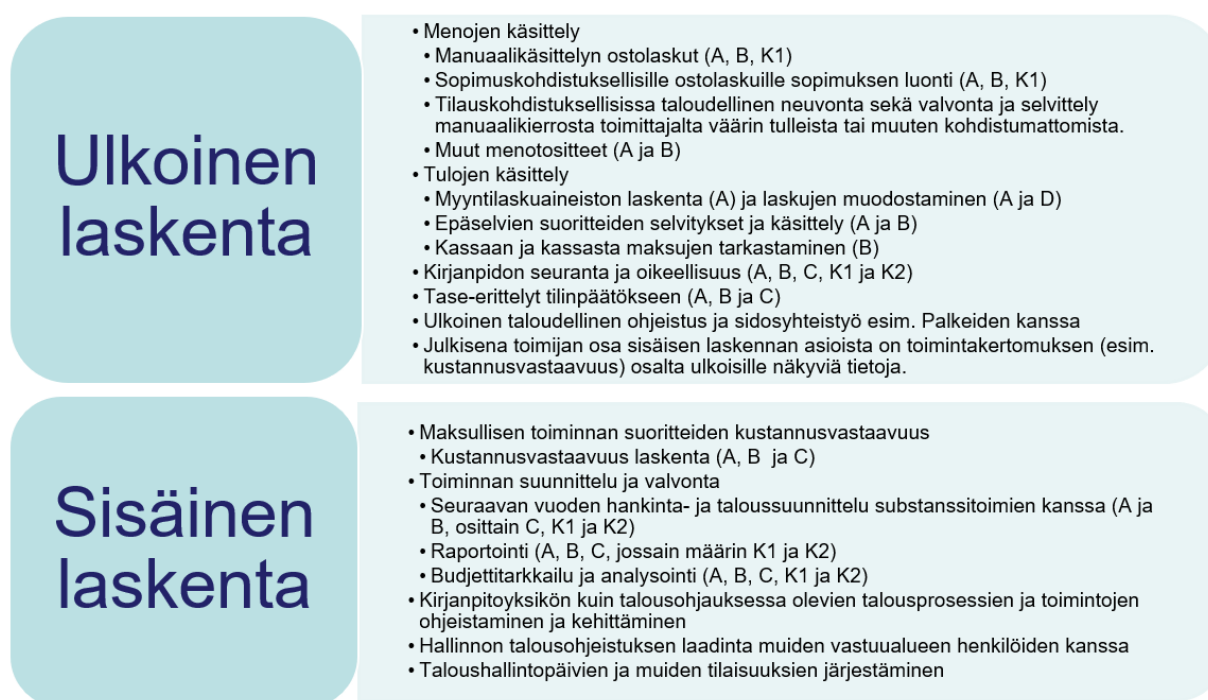 Ulkoinen
laskenta
• Menojen käsittely
• Manuaalikäsittelyn ostolaskut (A, B, K1)
• Sopimuskohdistuksellisille ostolaskuille sopimuksen luonti (A, B, K1)
• Tilauskohdistuksellisissa taloudellinen neuvonta sekä valvonta ja selvittely
manuaalikierrosta toimittajalta väärin tulleista tai muuten kohdistumattomista.
• Muut menotositteet (A ja B)
• Tulojen käsittely
• Myyntilaskuaineiston laskenta (A) ja laskujen muodostaminen (A ja D)
• Epäselvien suoritteiden selvitykset ja käsittely (A ja B)
• Kassaan ja kassasta maksujen tarkastaminen (B)
• Kirjanpidon seuranta ja oikeellisuus (A, B, C, K1 ja K2)
• Tase-erittelyt tilinpäätökseen (A, B ja C)
• Ulkoinen taloudellinen ohjeistus ja sidosyhteistyö esim. Palkeiden kanssa
• Julkisena toimijan osa sisäisen laskennan asioista on toimintakertomuksen (esim.
kustannusvastaavuus) osalta ulkoisille näkyviä tietoja.
Sisäinen
laskenta
• Maksullisen toiminnan suoritteiden kustannusvastaavuus
• Kustannusvastaavuus laskenta (A, B ja C)
• Toiminnan suunnittelu ja valvonta
• Seuraavan vuoden hankinta- ja taloussuunnittelu substanssitoimien kanssa (A ja
B, osittain C, K1 ja K2)
• Raportointi (A, B, C, jossain määrin K1 ja K2)
• Budjettitarkkailu ja analysointi (A, B, C, K1 ja K2)
• Kirjanpitoyksikön kuin talousohjauksessa olevien talousprosessien ja toimintojen
ohjeistaminen ja kehittäminen
• Hallinnon talousohjeistuksen laadinta muiden vastuualueen henkilöiden kanssa
• Taloushallintopäivien ja muiden tilaisuuksien järjestäminen